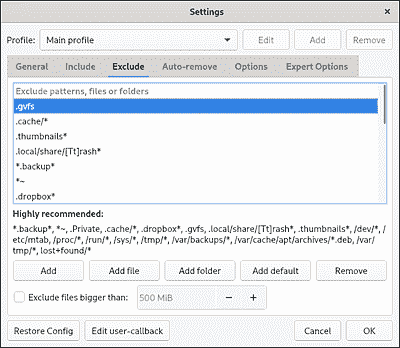 Settings
Profile: Main profile Edit Add Remove
General Include Exclude Auto-remove Options Expert Options
Exclude patterns, files or folders
.gvfs
.cache/*
.thumbnails*
.local/share/[Tt]rash*
*.backup*
*~
.dropbox*
Highly recommended:
*.backup*, *~, .Private, .cache/*, .dropbox*, .gvfs, .local/share/[Tt]rash*, .thumbnails*, /dev/*, /
etc/mtab, /proc/*, /run/*, /sys/*, /tmp/*, /var/backups/*, /var/cache/apt/archives/*.deb, /var/
tmp/*, lost+found/*
Add Add file Add folder Add default Remove
Exclude files bigger than: 500 MiB − +
Restore Config Edit user-callback Cancel OK